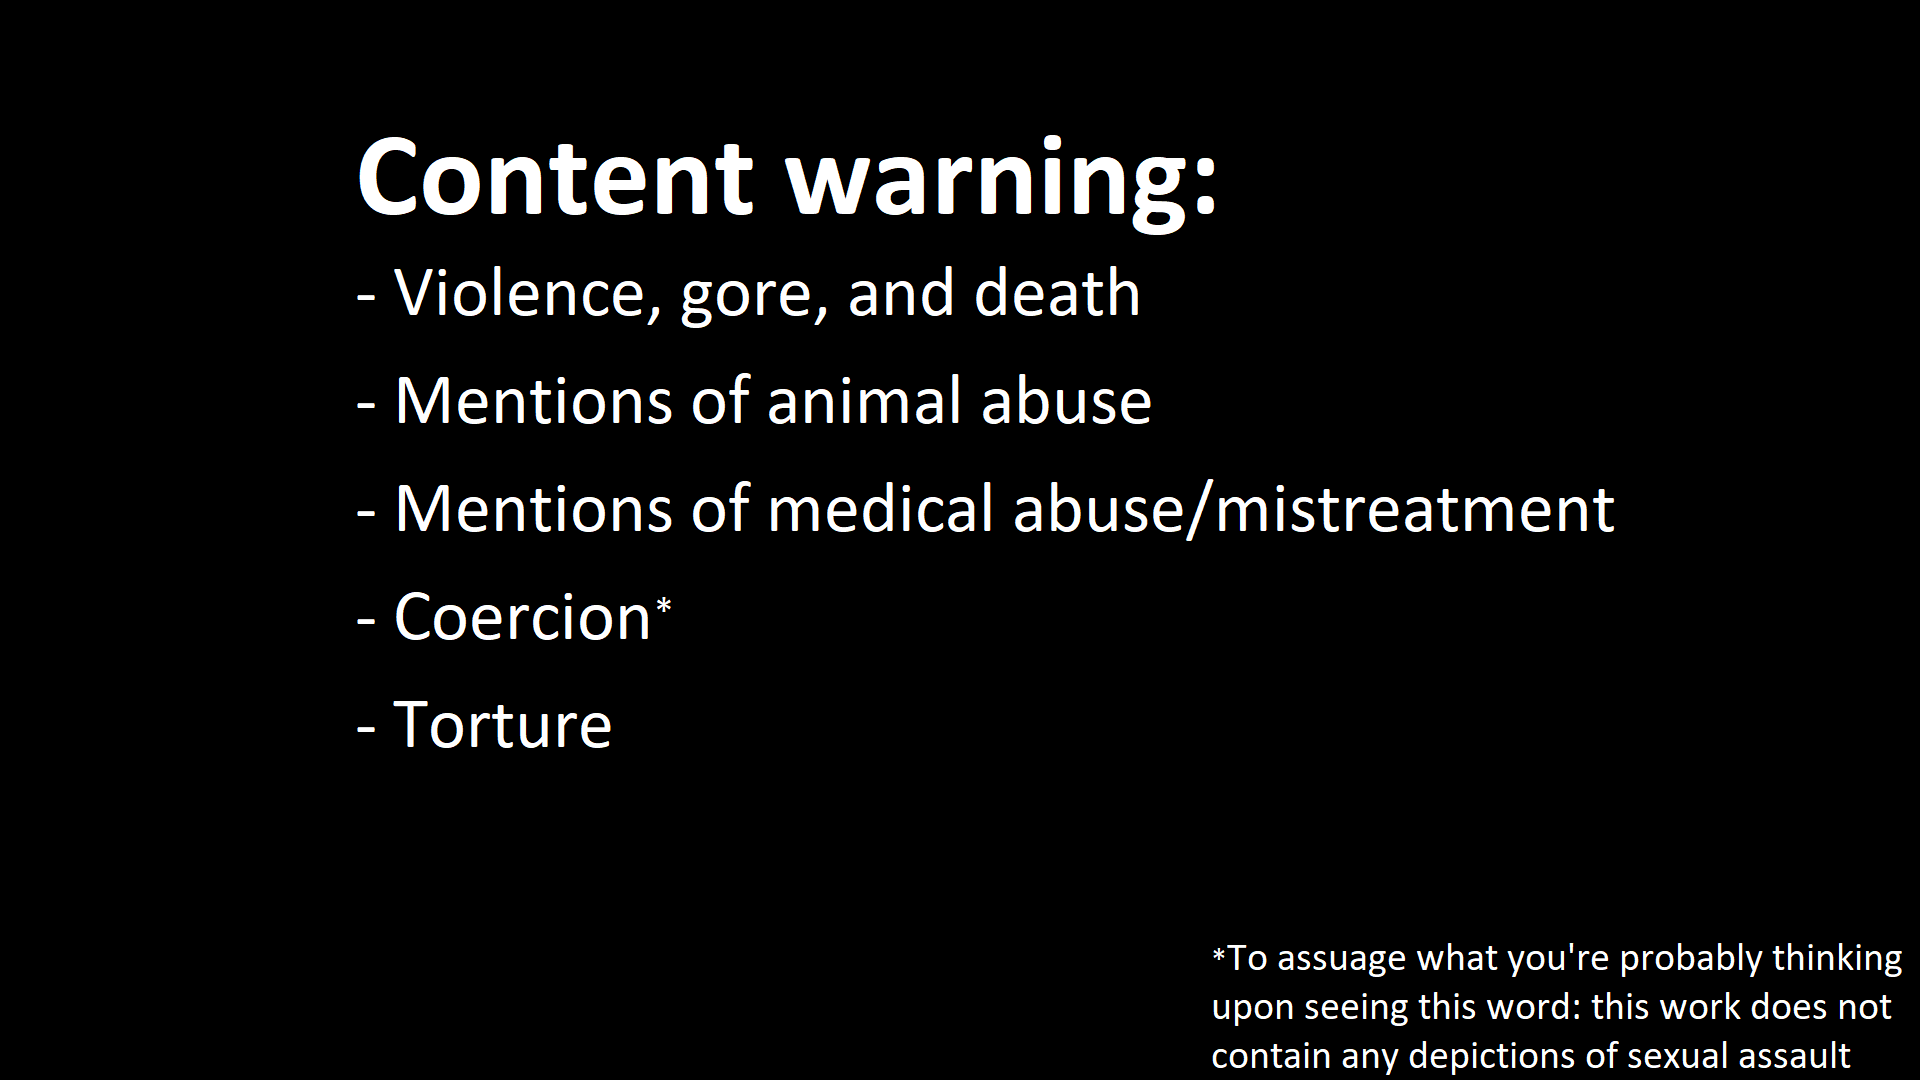 Content warning:
- Violence, gore, and death
- Mentions of animal abuse
- Mentions of medical abuse/mistreatment
- Coercion*
- Torture
*To assuage what you're probably thinking
upon seeing this word: this work does not
contain any depictions of sexual assault